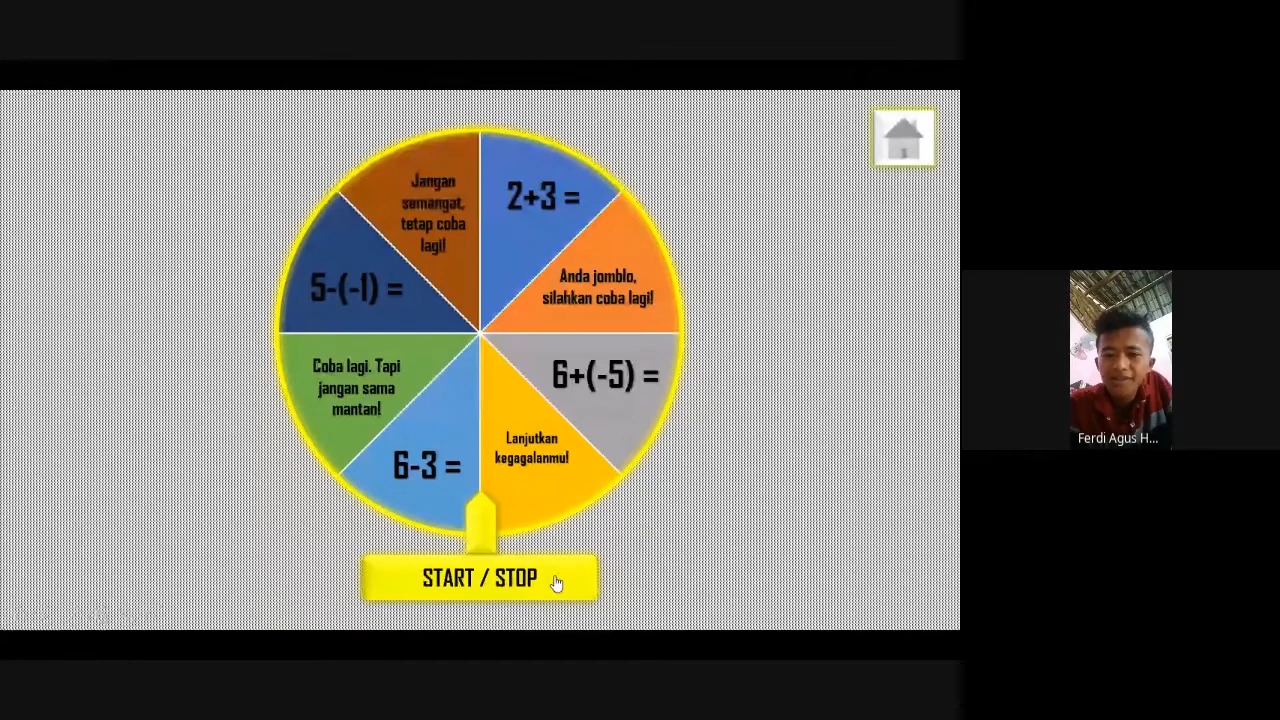 Jangan
semangat,
tetap coba
lagi!
2+3 =
5-(-1) =
Anda jomblo,
silahkan coba lagi!
Coba lagi. Tapi
jangan sama
mantan!
6+(-5) =
6-3 =
Lanjutkan
kegagalanmu!
START / STOP
Ferdi Agus H...